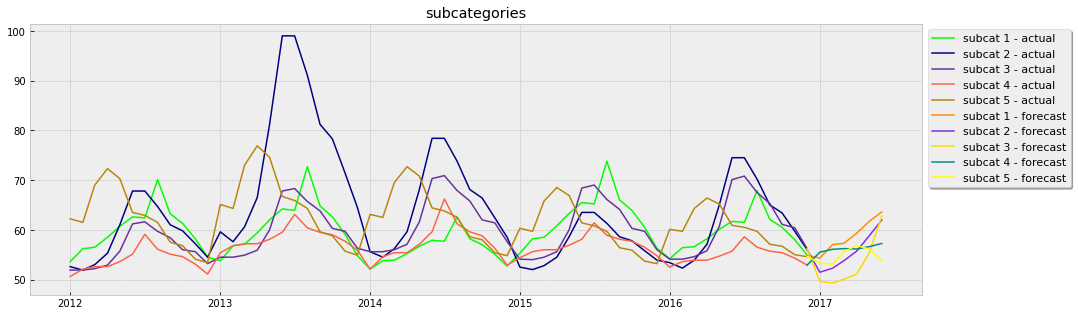 subcategories
100
90
80
70
60
50
2012
2013
2014
2015
2016
2017
subcat 1 - actual
subcat 2 - actual
subcat 3 - actual
subcat 4 - actual
subcat 5 - actual
subcat 1 - forecast
subcat 2 - forecast
subcat 3 - forecast
subcat 4 - forecast
subcat 5 - forecast